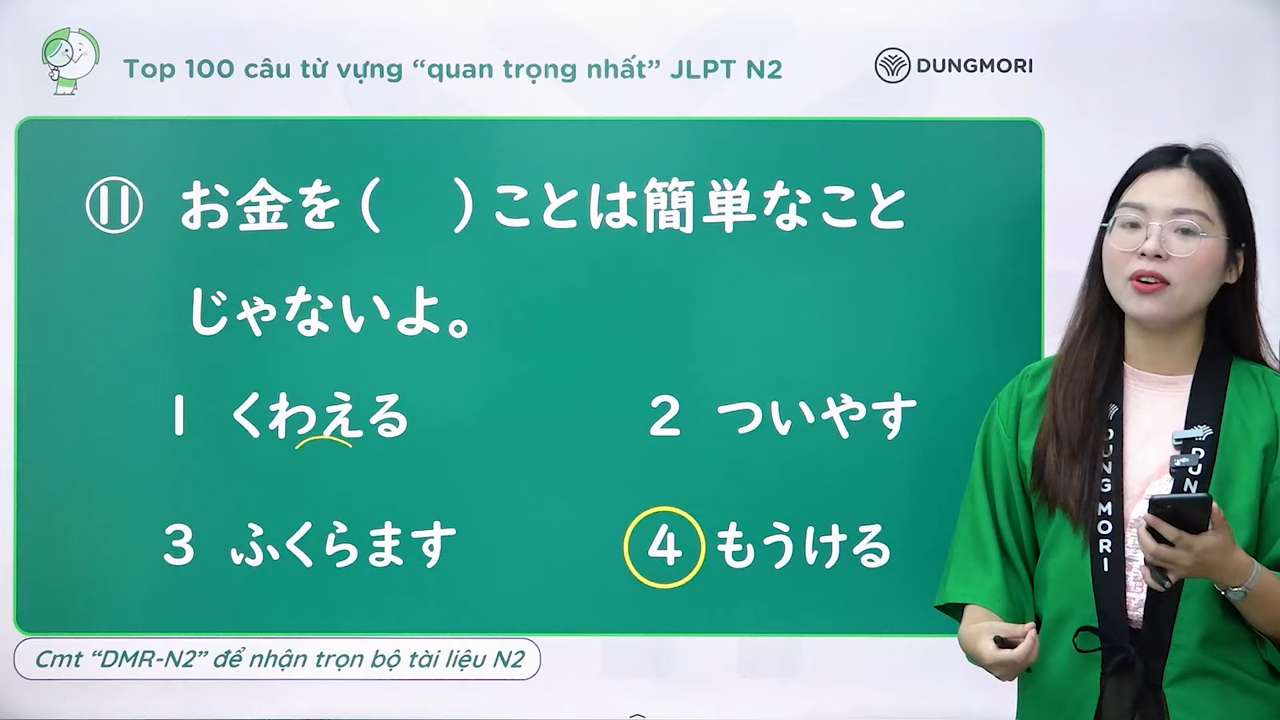 Top 100 câu từ vựng “quan trọng nhất” JLPT N2
DUNGMORI
⑪ お金を（　）ことは簡単なこと
じゃないよ。
1 くわえる
2 ついやす
3 ふくらます
4 もうける
Cmt “DMR-N2” để nhận trọn bộ tài liệu N2
DUNG MORI
DUN